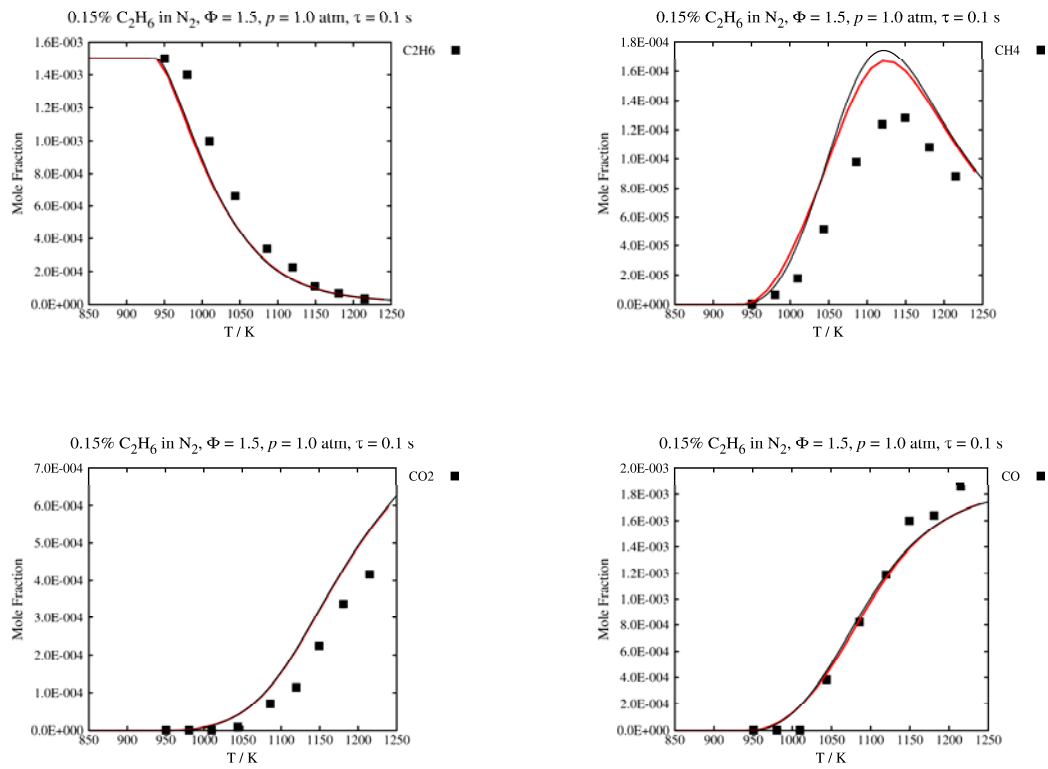 0.15% C2H6 in N2, Φ = 1.5, p = 1.0 atm, τ = 0.1 s
C2H6
1.6E-003
1.4E-003
1.2E-003
1.0E-003
8.0E-004
6.0E-004
4.0E-004
2.0E-004
0.0E+000
Mole Fraction
850 900 950 1000 1050 1100 1150 1200 1250
T / K
0.15% C2H6 in N2, Φ = 1.5, p = 1.0 atm, τ = 0.1 s
CH4
1.8E-004
1.6E-004
1.4E-004
1.2E-004
1.0E-004
8.0E-005
6.0E-005
4.0E-005
2.0E-005
0.0E+000
Mole Fraction
850 900 950 1000 1050 1100 1150 1200 1250
T / K
0.15% C2H6 in N2, Φ = 1.5, p = 1.0 atm, τ = 0.1 s
CO2
7.0E-004
6.0E-004
5.0E-004
4.0E-004
3.0E-004
2.0E-004
1.0E-004
0.0E+000
Mole Fraction
850 900 950 1000 1050 1100 1150 1200 1250
T / K
0.15% C2H6 in N2, Φ = 1.5, p = 1.0 atm, τ = 0.1 s
CO
2.0E-003
1.8E-003
1.6E-003
1.4E-003
1.2E-003
1.0E-003
8.0E-004
6.0E-004
4.0E-004
2.0E-004
0.0E+000
Mole Fraction
850 900 950 1000 1050 1100 1150 1200 1250
T / K